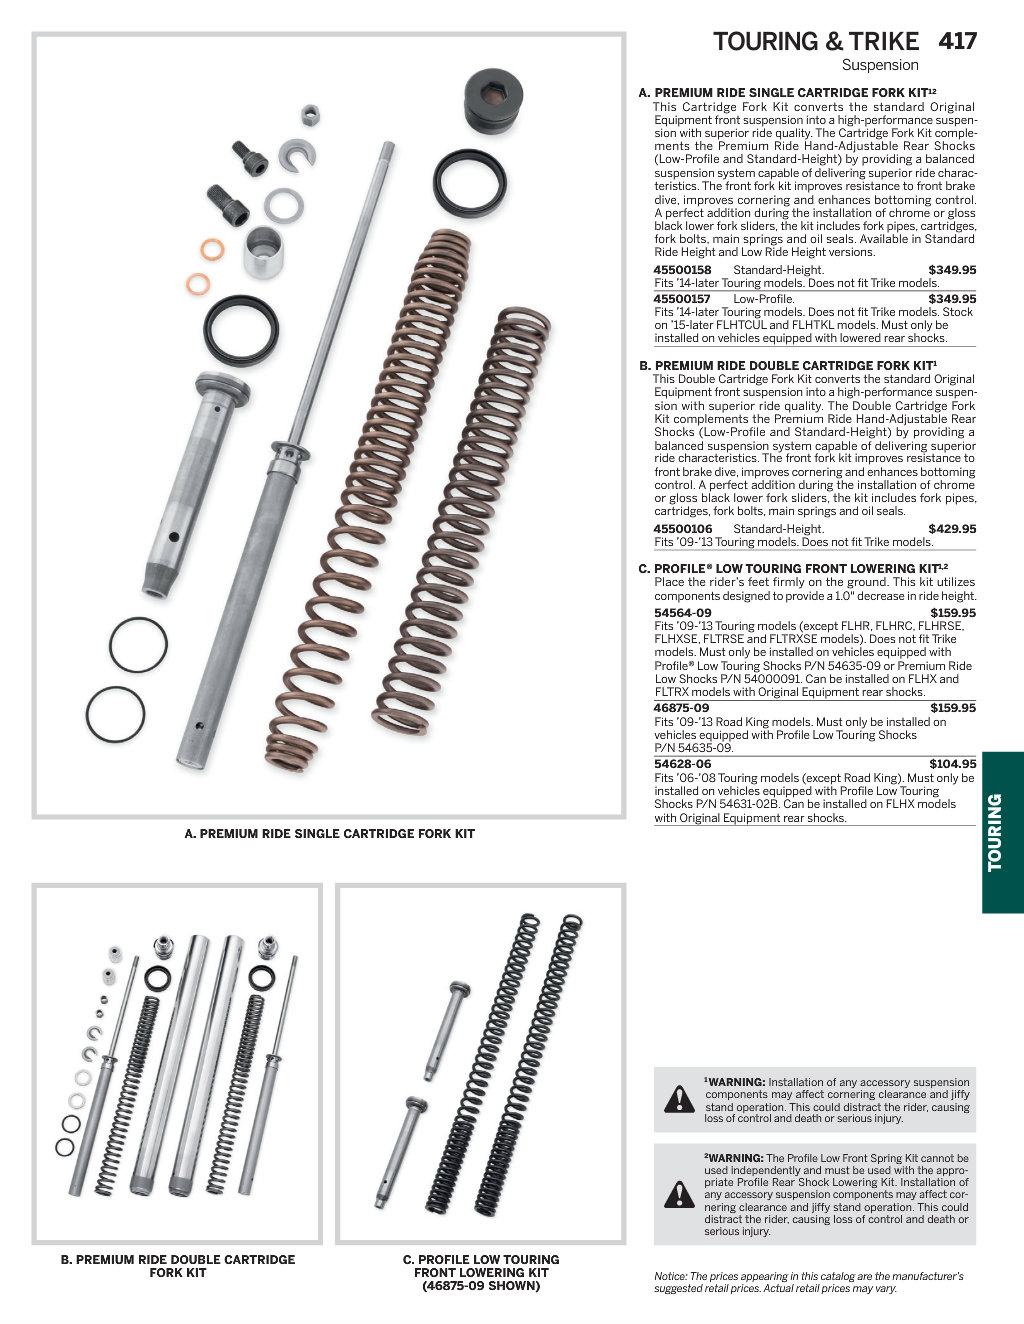 TOURING & TRIKE 417
Suspension
A. PREMIUM RIDE SINGLE CARTRIDGE FORK KIT¹²
This Cartridge Fork Kit converts the standard Original
Equipment front suspension into a high-performance suspen-
sion with superior ride quality. The Cartridge Fork Kit comple-
ments the Premium Ride Hand-Adjustable Rear Shocks
(Low-Profile and Standard-Height) by providing a balanced
suspension system capable of delivering superior ride charac-
teristics. The front fork kit improves resistance to front brake
dive, improves cornering and enhances bottoming control.
A perfect addition during the installation of chrome or gloss
black lower fork sliders, the kit includes fork pipes, cartridges,
fork bolts, main springs and oil seals. Available in Standard
Ride Height and Low Ride Height versions.
45500158 Standard-Height. $349.95
Fits ’14-later Touring models. Does not fit Trike models.
45500157 Low-Profile. $349.95
Fits ’14-later Touring models. Does not fit Trike models. Stock
on ’15-later FLHTCUL and FLHTKL models. Must only be
installed on vehicles equipped with lowered rear shocks.
B. PREMIUM RIDE DOUBLE CARTRIDGE FORK KIT¹
This Double Cartridge Fork Kit converts the standard Original
Equipment front suspension into a high-performance suspen-
sion with superior ride quality. The Double Cartridge Fork
Kit complements the Premium Ride Hand-Adjustable Rear
Shocks (Low-Profile and Standard-Height) by providing a
balanced suspension system capable of delivering superior
ride characteristics. The front fork kit improves resistance to
front brake dive, improves cornering and enhances bottoming
control. A perfect addition during the installation of chrome
or gloss black lower fork sliders, the kit includes fork pipes,
cartridges, fork bolts, main springs and oil seals.
45500106 Standard-Height. $429.95
Fits ’09-’13 Touring models. Does not fit Trike models.
C. PROFILE® LOW TOURING FRONT LOWERING KIT¹,²
Place the rider’s feet firmly on the ground. This kit utilizes
components designed to provide a 1.0" decrease in ride height.
54564-09 $159.95
Fits ’09-’13 Touring models (except FLHR, FLHRC, FLHRSE,
FLHXSE, FLTRSE and FLTRXSE models). Does not fit Trike
models. Must only be installed on vehicles equipped with
Profile® Low Touring Shocks P/N 54635-09 or Premium Ride
Low Shocks P/N 54000091. Can be installed on FLHX and
FLTRX models with Original Equipment rear shocks.
46875-09 $159.95
Fits ’09-’13 Road King models. Must only be installed on
vehicles equipped with Profile Low Touring Shocks
P/N 54635-09.
54628-06 $104.95
Fits ’06-’08 Touring models (except Road King). Must only be
installed on vehicles equipped with Profile Low Touring
Shocks P/N 54631-02B. Can be installed on FLHX models
with Original Equipment rear shocks.
TOURING
A. PREMIUM RIDE SINGLE CARTRIDGE FORK KIT
B. PREMIUM RIDE DOUBLE CARTRIDGE
FORK KIT
C. PROFILE LOW TOURING
FRONT LOWERING KIT
(46875-09 SHOWN)
¹WARNING: Installation of any accessory suspension
components may affect cornering clearance and jiffy
stand operation. This could distract the rider, causing
loss of control and death or serious injury.
²WARNING: The Profile Low Front Spring Kit cannot be
used independently and must be used with the appro-
priate Profile Rear Shock Lowering Kit. Installation of
any accessory suspension components may affect cor-
nering clearance and jiffy stand operation. This could
distract the rider, causing loss of control and death or
serious injury.
Notice: The prices appearing in this catalog are the manufacturer’s
suggested retail prices. Actual retail prices may vary.